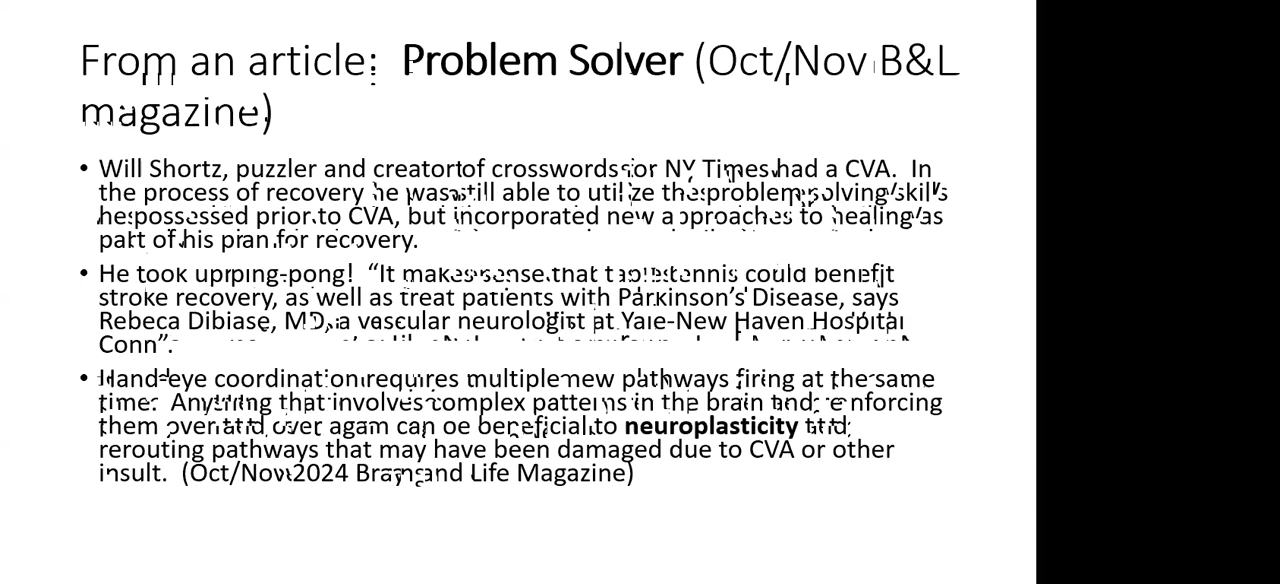 From an article: Problem Solver (Oct/Nov B&L
magazine)
• Will Shortz, puzzler and creator of crosswords for NY Times had a CVA. In
the process of recovery he was still able to utilize the problem solving skills
he possessed prior to CVA, but incorporated new approaches to healing as
part of his plan for recovery.
• He took up ping-pong! “It makes sense that table tennis could benefit
stroke recovery, as well as treat patients with Parkinson’s Disease, says
Rebeca Dibiase, MD, a vascular neurologist at Yale-New Haven Hospital
Conn”.
• Hand-eye coordination requires multiple new pathways firing at the same
time. Anything that involves complex patterns in the brain and reinforcing
them over and over again can be beneficial to neuroplasticity and
rerouting pathways that may have been damaged due to CVA or other
insult. (Oct/Nov 2024 Brain and Life Magazine)